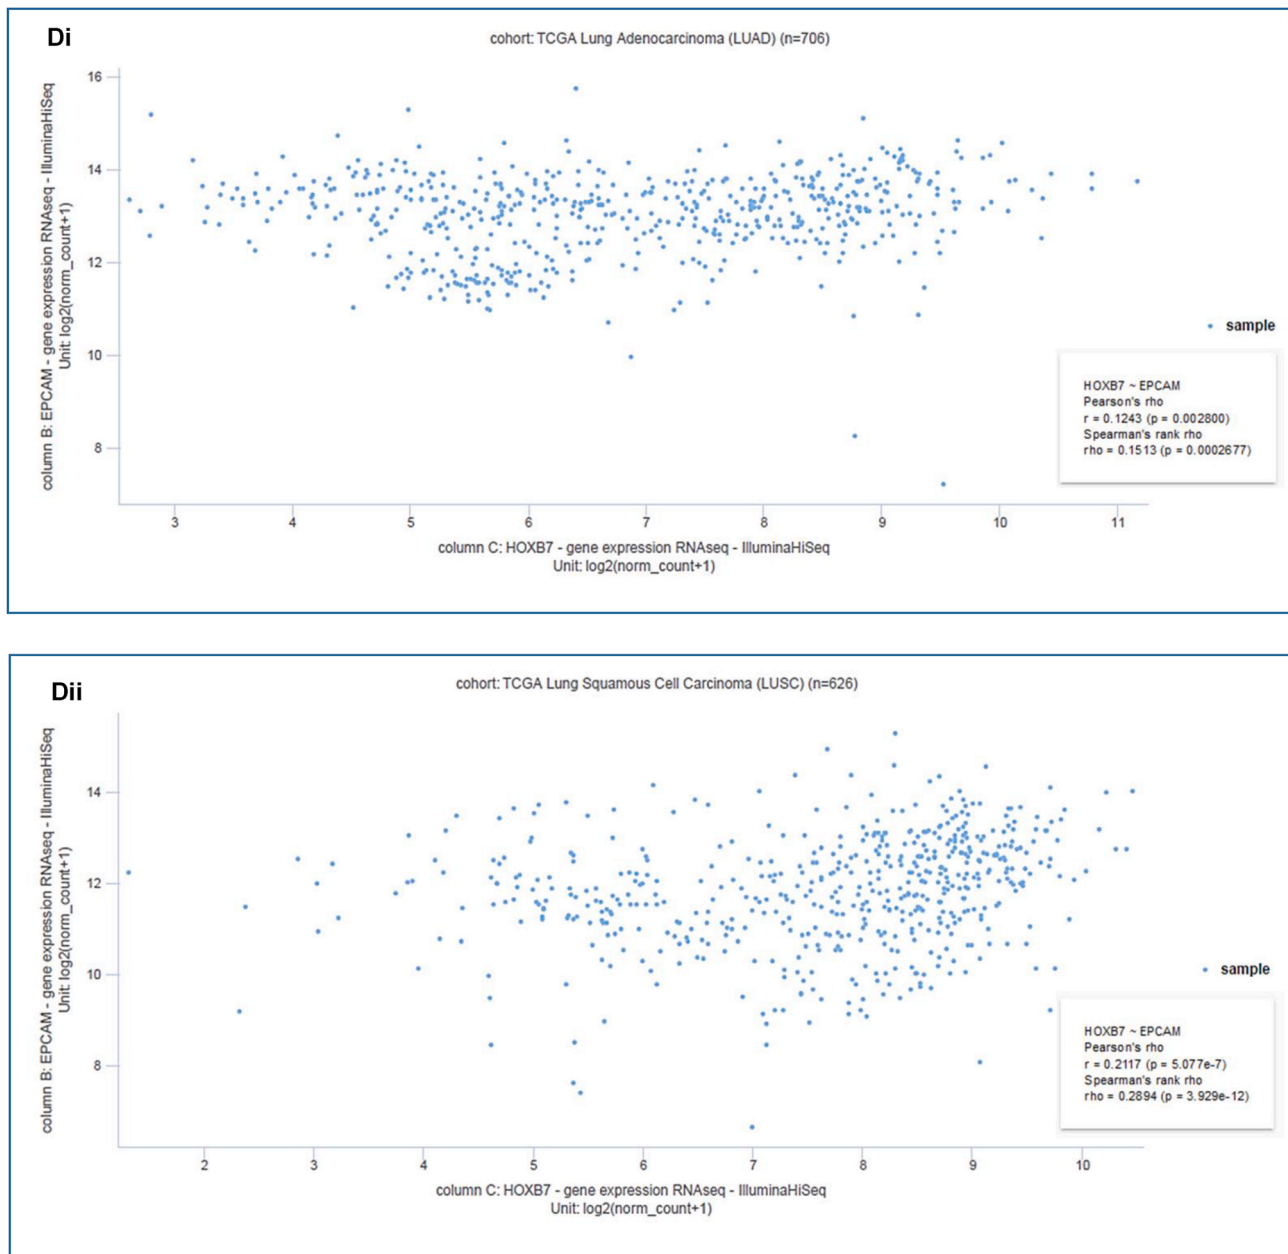 Di
cohort: TCGA Lung Adenocarcinoma (LUAD) (n=706)
column B: EPCAM - gene expression RNAseq - IlluminaHiSeq
Unit: log2(norm_count+1)
16
14
12
10
8
3 4 5 6 7 8 9 10 11
column C: HOXB7 - gene expression RNAseq - IlluminaHiSeq
Unit: log2(norm_count+1)
sample
HOXB7 ~ EPCAM
Pearson's rho
r = 0.1243 (p = 0.002800)
Spearman's rank rho
rho = 0.1513 (p = 0.0002677)
Dii
cohort: TCGA Lung Squamous Cell Carcinoma (LUSC) (n=626)
column B: EPCAM - gene expression RNAseq - IlluminaHiSeq
Unit: log2(norm_count+1)
14
12
10
8
2 3 4 5 6 7 8 9 10
column C: HOXB7 - gene expression RNAseq - IlluminaHiSeq
Unit: log2(norm_count+1)
sample
HOXB7 ~ EPCAM
Pearson's rho
r = 0.2117 (p = 5.077e-7)
Spearman's rank rho
rho = 0.2894 (p = 3.929e-12)